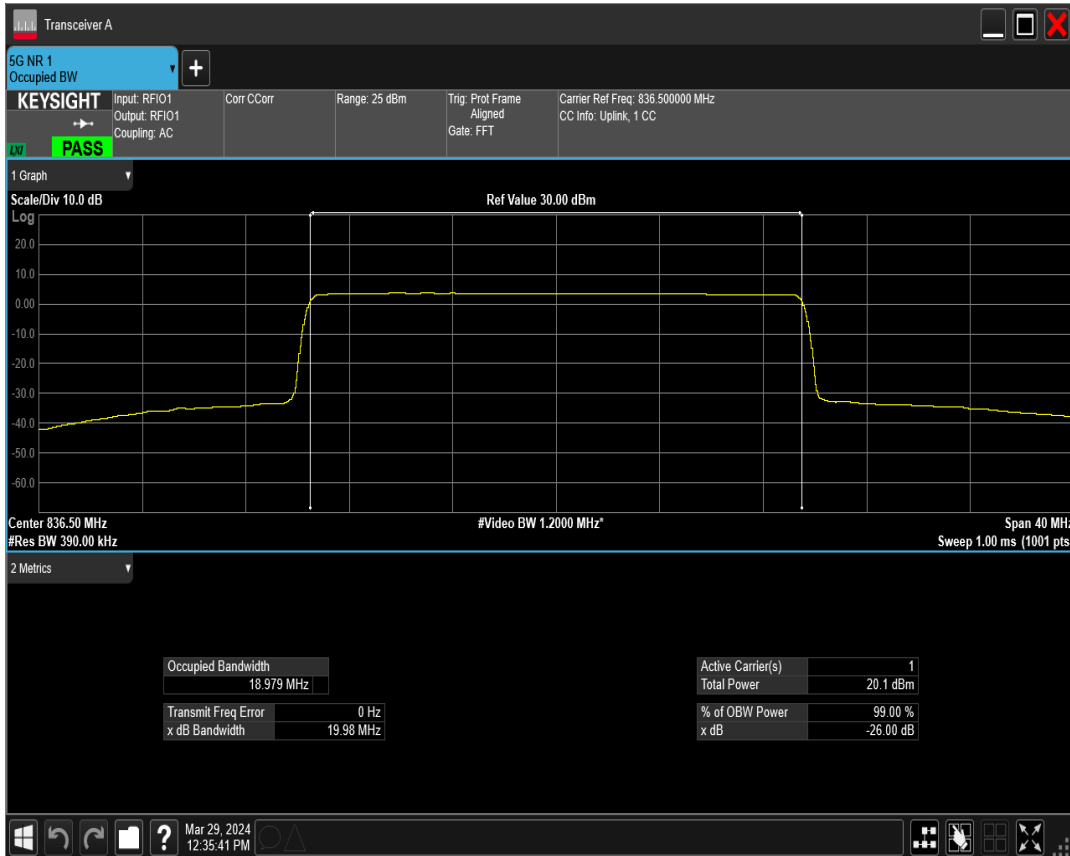 Transceiver A
5G NR 1
Occupied BW
KEYSIGHT
LXI
PASS
Input: RFIO1
Output: RFIO1
Coupling: AC
Corr CCorr
Range: 25 dBm
Trig: Prot Frame
Aligned
Gate: FFT
Carrier Ref Freq: 836.500000 MHz
CC Info: Uplink, 1 CC
1 Graph
Scale/Div 10.0 dB
Ref Value 30.00 dBm
Log
20.0
10.0
0.00
-10.0
-20.0
-30.0
-40.0
-50.0
-60.0
Center 836.50 MHz
#Video BW 1.2000 MHz*
Span 40 MHz
#Res BW 390.00 kHz
Sweep 1.00 ms (1001 pts
2 Metrics
Occupied Bandwidth
18.979 MHz
Transmit Freq Error 0 Hz
x dB Bandwidth 19.98 MHz
Active Carrier(s) 1
Total Power 20.1 dBm
% of OBW Power 99.00 %
x dB -26.00 dB
?
Mar 29, 2024
12:35:41 PM